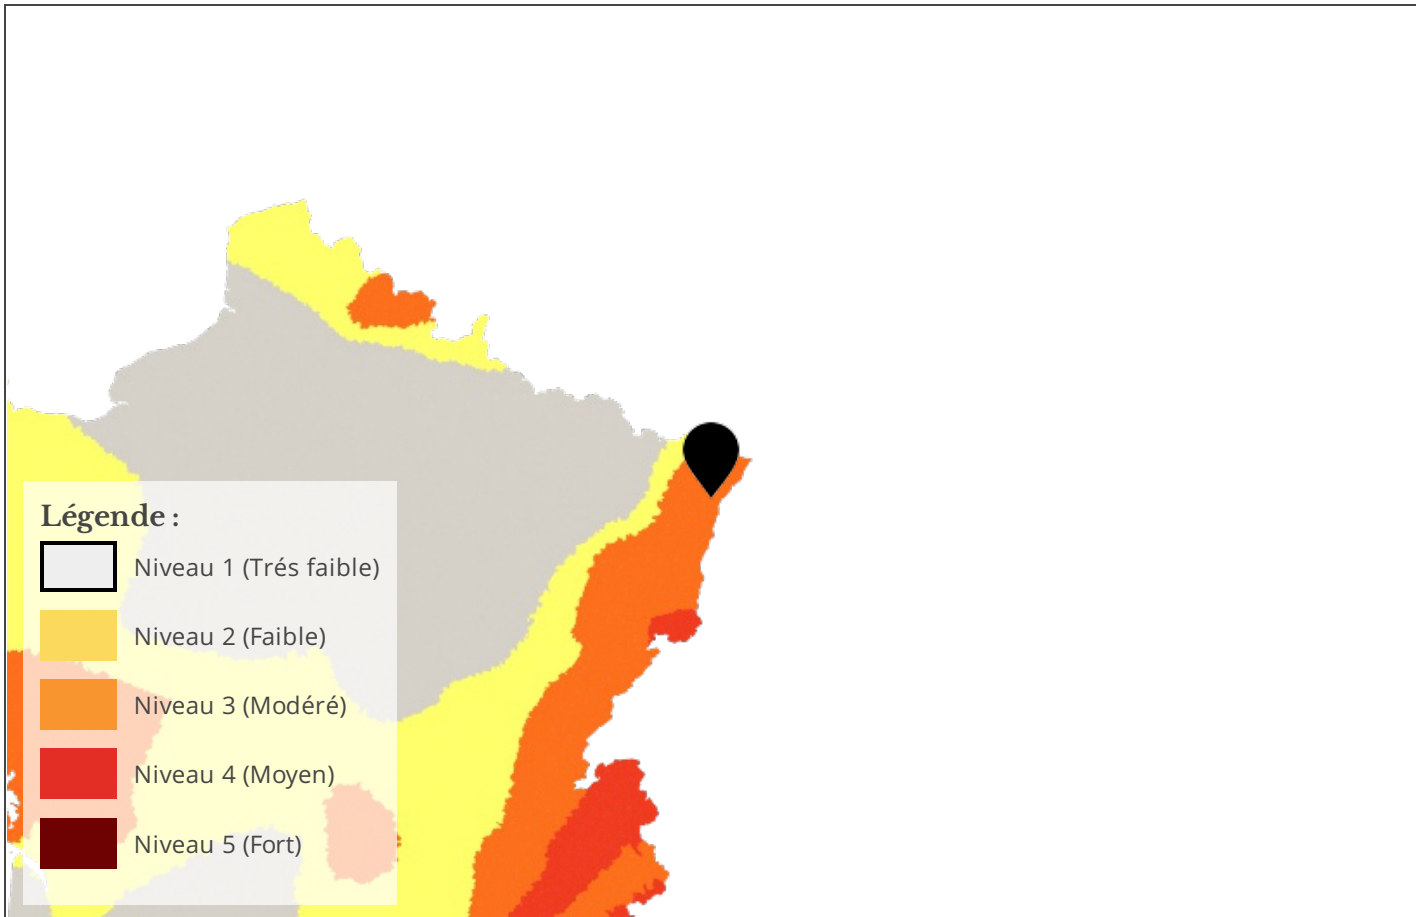 Légende :
Niveau 1 (Trés faible)
Niveau 2 (Faible)
Niveau 3 (Modéré)
Niveau 4 (Moyen)
Niveau 5 (Fort)